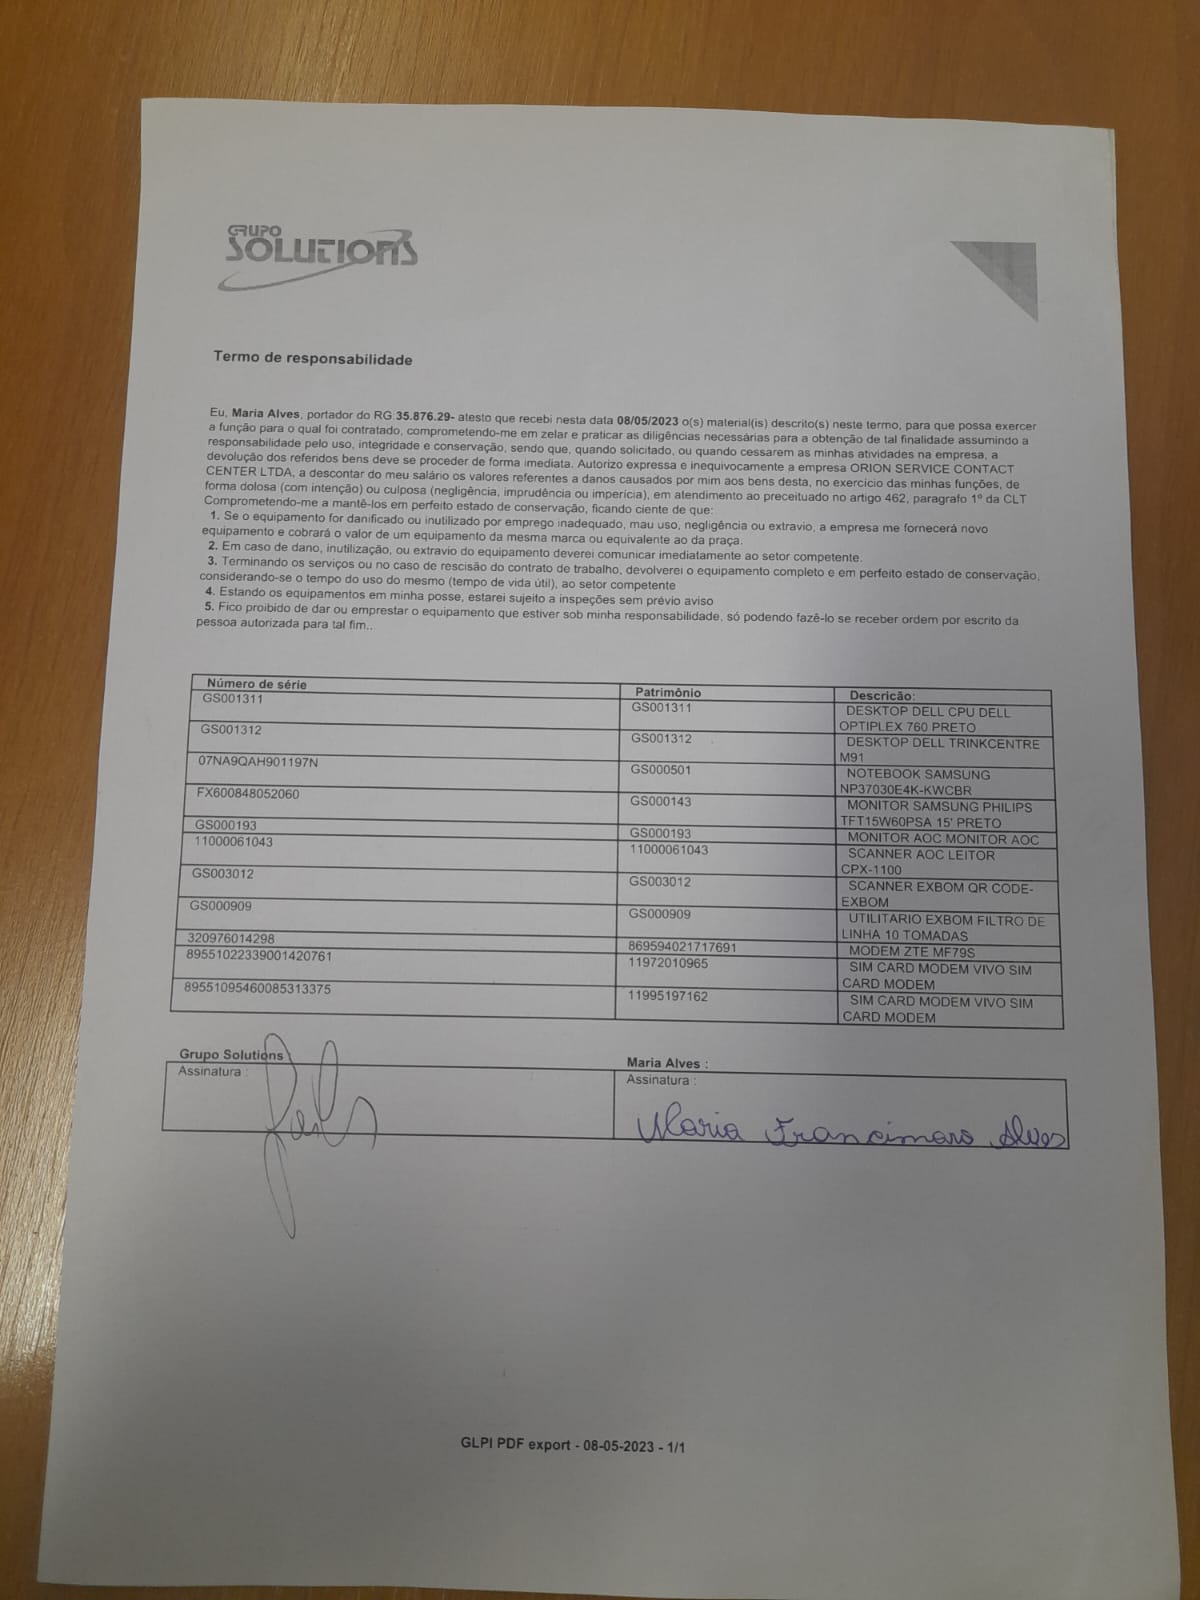 GRUPO
SOLUTIONS
Termo de responsabilidade
Eu, Maria Alves, portador do RG 35.876.29- atesto que recebi nesta data 08/05/2023 o(s) material(is) descrito(s) neste termo, para que possa exercer
a função para o qual foi contratado, comprometendo-me em zelar e praticar as diligências necessárias para a obtenção de tal finalidade assumindo a
responsabilidade pelo uso, integridade e conservação, sendo que, quando solicitado, ou quando cessarem as minhas atividades na empresa, a
devolução dos referidos bens deve se proceder de forma imediata. Autorizo expressa e inequivocamente a empresa ORION SERVICE CONTACT
CENTER LTDA, a descontar do meu salário os valores referentes a danos causados por mim aos bens desta, no exercício das minhas funções, de
forma dolosa (com intenção) ou culposa (negligência, imprudência ou imperícia), em atendimento ao preceituado no artigo 462, paragrafo 1º da CLT
Comprometendo-me a mantê-los em perfeito estado de conservação, ficando ciente de que:
1. Se o equipamento for danificado ou inutilizado por emprego inadequado, mau uso, negligência ou extravio, a empresa me fornecerá novo
equipamento e cobrará o valor de um equipamento da mesma marca ou equivalente ao da praça.
2. Em caso de dano, inutilização, ou extravio do equipamento deverei comunicar imediatamente ao setor competente.
3. Terminando os serviços ou no caso de rescisão do contrato de trabalho, devolverei o equipamento completo e em perfeito estado de conservação,
considerando-se o tempo do uso do mesmo (tempo de vida útil), ao setor competente
4. Estando os equipamentos em minha posse, estarei sujeito a inspeções sem prévio aviso
5. Fico proibido de dar ou emprestar o equipamento que estiver sob minha responsabilidade, só podendo fazê-lo se receber ordem por escrito da
pessoa autorizada para tal fim..
Número de série Patrimônio Descricão:
GS001311 GS001311 DESKTOP DELL CPU DELL
OPTIPLEX 760 PRETO
GS001312 GS001312 DESKTOP DELL TRINKCENTRE
M91
07NA9QAH901197N GS000501 NOTEBOOK SAMSUNG
NP37030E4K-KWCBR
FX600848052060 GS000143 MONITOR SAMSUNG PHILIPS
TFT15W60PSA 15' PRETO
GS000193 GS000193 MONITOR AOC MONITOR AOC
11000061043 11000061043 SCANNER AOC LEITOR
CPX-1100
GS003012 GS003012 SCANNER EXBOM QR CODE-
EXBOM
GS000909 GS000909 UTILITARIO EXBOM FILTRO DE
LINHA 10 TOMADAS
320976014298 869594021717691 MODEM ZTE MF79S
89551022339001420761 11972010965 SIM CARD MODEM VIVO SIM
CARD MODEM
89551095460085313375 11995197162 SIM CARD MODEM VIVO SIM
CARD MODEM
Grupo Solutions : Maria Alves :
Assinatura : Assinatura :
Maria Francimaro Alves
GLPI PDF export - 08-05-2023 - 1/1